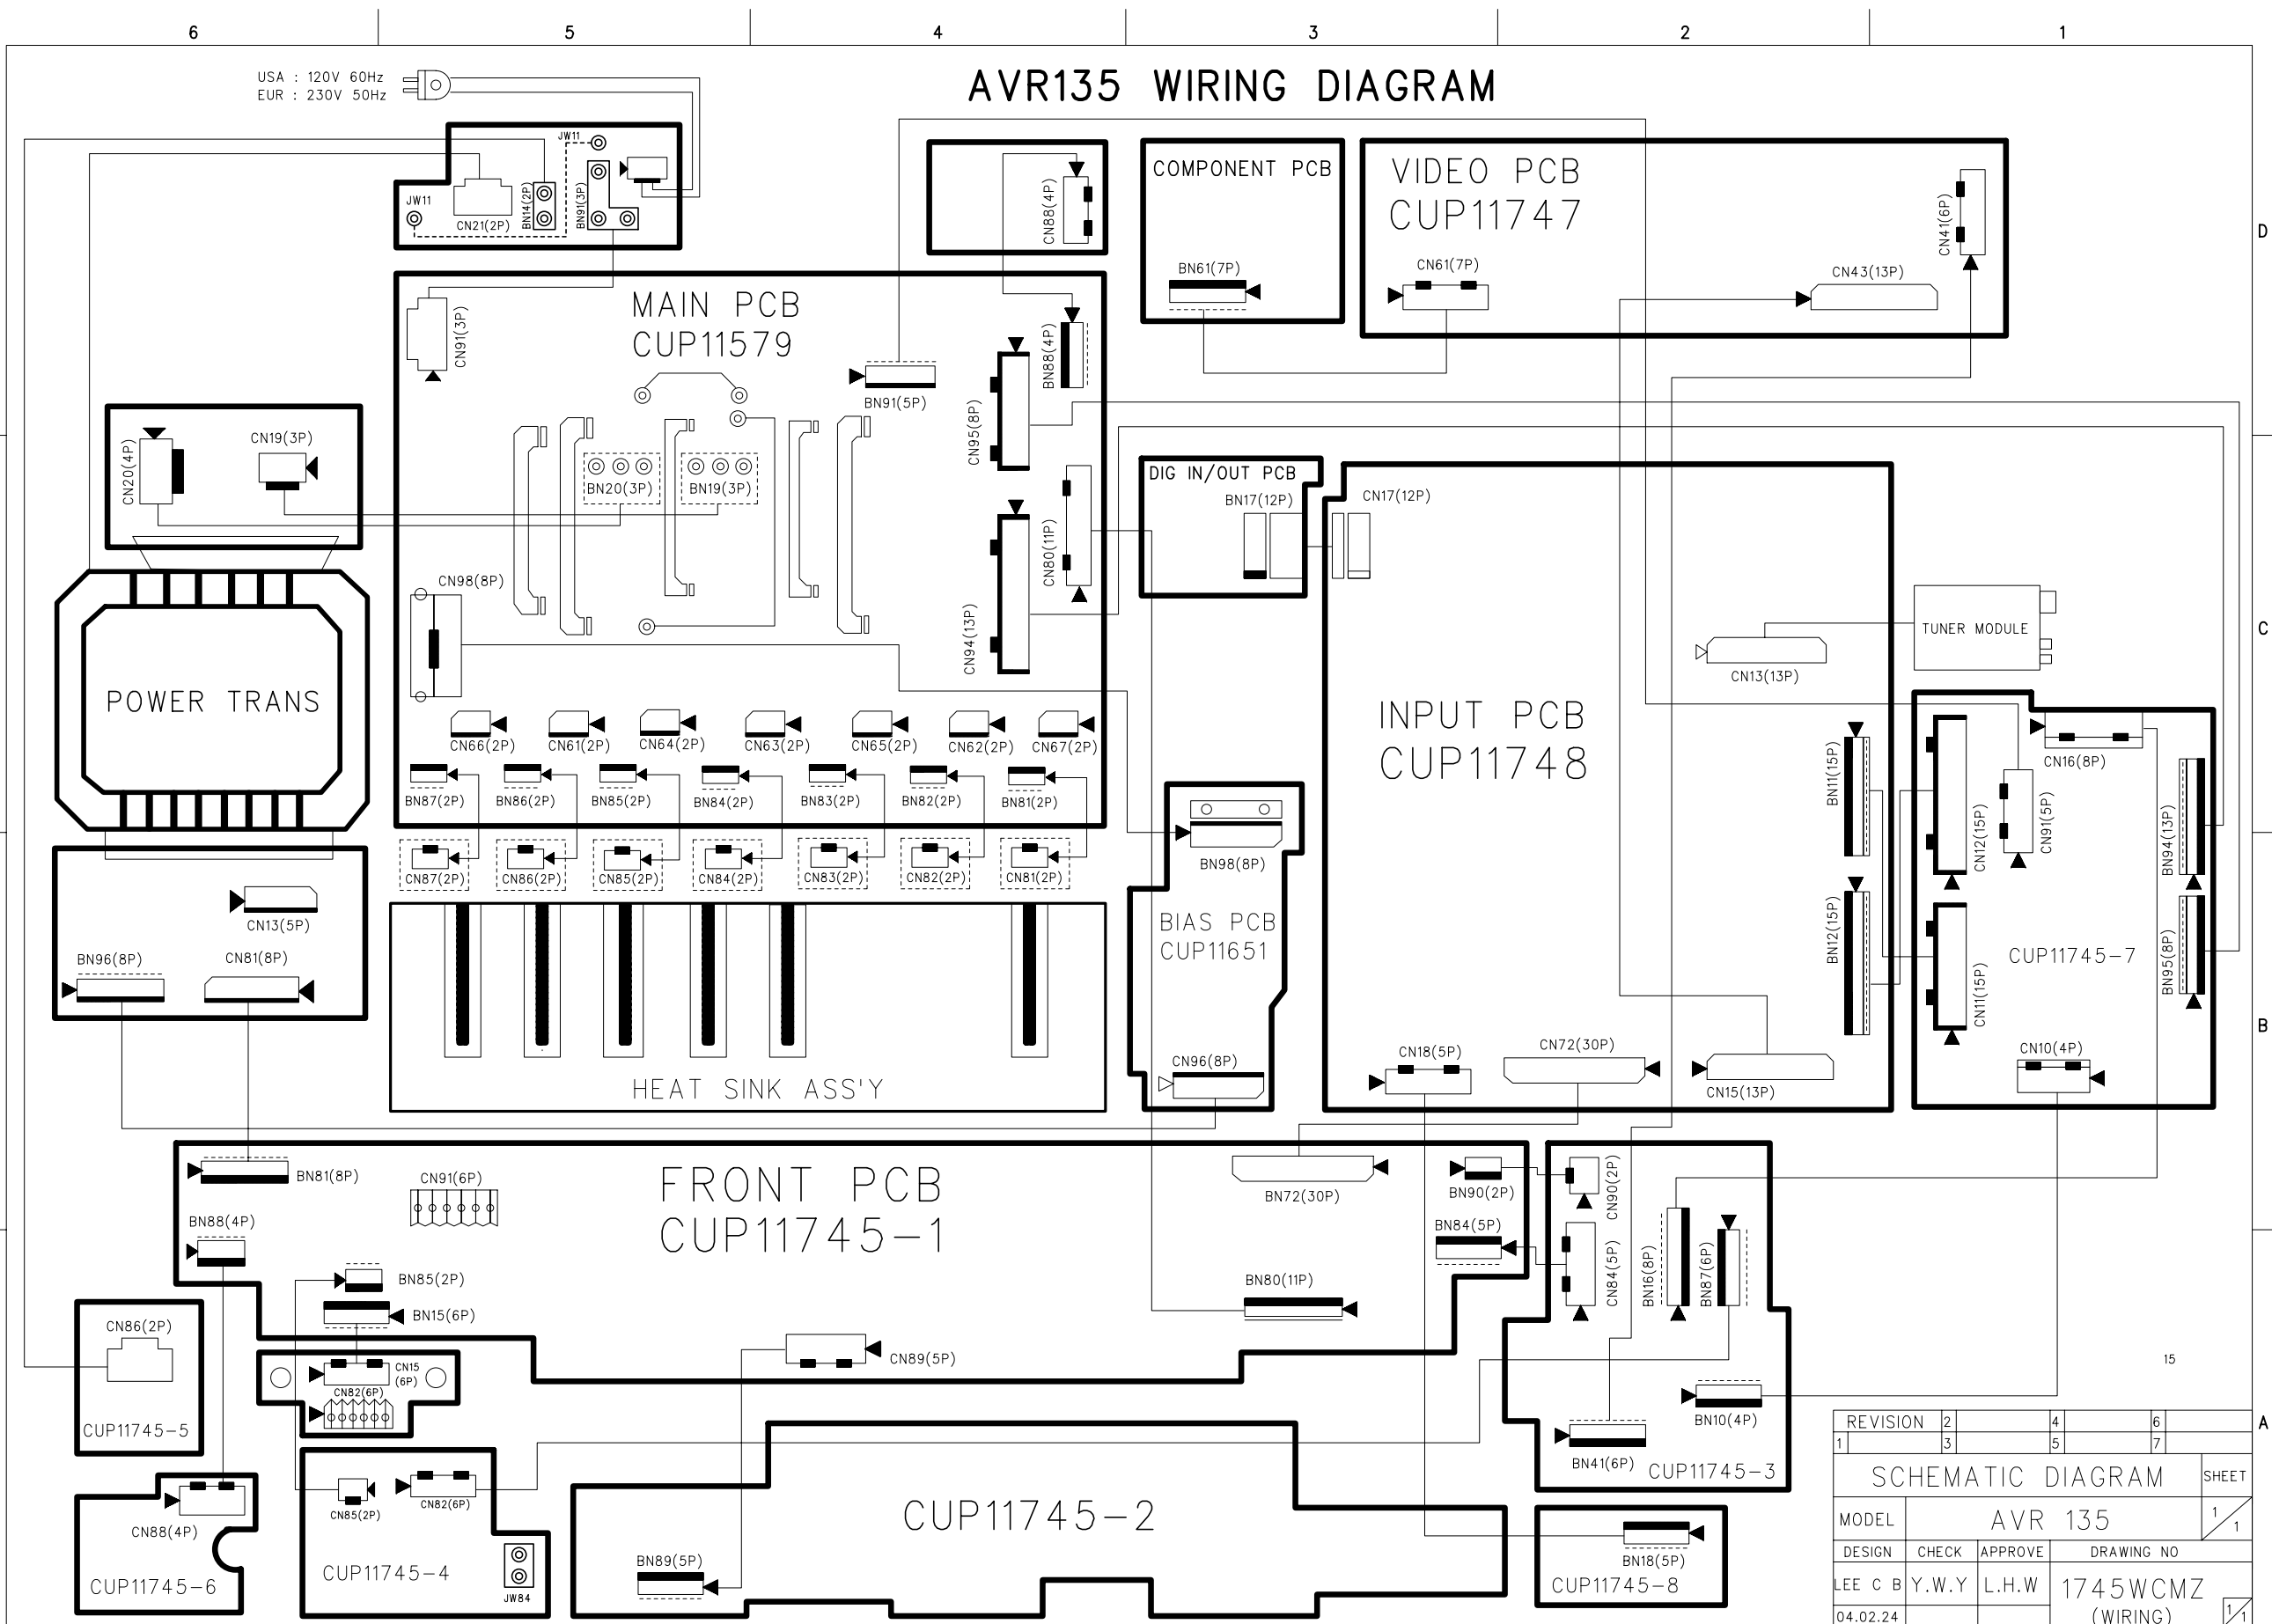 6 5 4 3 2 1
AVR135 WIRING DIAGRAM
USA : 120V 60Hz
EUR : 230V 50Hz
JW11
JW11
CN21(2P)
BN14(2P)
BN91(3P)
CN88(4P)
COMPONENT PCB
BN61(7P)
VIDEO PCB
CUP11747
CN61(7P)
CN43(13P)
CN41(6P)
D
MAIN PCB
CUP11579
CN91(3P)
BN91(5P)
CN95(8P)
BN88(4P)
CN20(4P)
CN19(3P)
BN20(3P)
BN19(3P)
CN98(8P)
CN94(13P)
CN80(11P)
DIG IN/OUT PCB
BN17(12P)
CN17(12P)
TUNER MODULE
CN13(13P)
C
POWER TRANS
INPUT PCB
CUP11748
CN66(2P)
CN61(2P)
CN64(2P)
CN63(2P)
CN65(2P)
CN62(2P)
CN67(2P)
BN87(2P)
BN86(2P)
BN85(2P)
BN84(2P)
BN83(2P)
BN82(2P)
BN81(2P)
CN87(2P)
CN86(2P)
CN85(2P)
CN84(2P)
CN83(2P)
CN82(2P)
CN81(2P)
BN11(15P)
BN12(15P)
CN12(15P)
CN11(15P)
CN16(8P)
CN91(5P)
BN94(13P)
BN95(8P)
CUP11745-7
CN10(4P)
BN98(8P)
BIAS PCB
CUP11651
CN96(8P)
CN13(5P)
BN96(8P)
CN81(8P)
HEAT SINK ASS'Y
CN18(5P)
CN72(30P)
CN15(13P)
B
FRONT PCB
CUP11745-1
BN81(8P)
CN91(6P)
BN88(4P)
BN85(2P)
BN15(6P)
BN72(30P)
BN90(2P)
BN84(5P)
BN80(11P)
CN89(5P)
CN90(2P)
CN84(5P)
BN16(8P)
BN87(6P)
BN10(4P)
BN41(6P)
CUP11745-3
CN86(2P)
CUP11745-5
CN15
(6P)
CN82(6P)
CN88(4P)
CUP11745-6
CN85(2P)
CN82(6P)
CUP11745-4
JW84
CUP11745-2
BN89(5P)
BN18(5P)
CUP11745-8
15
A
REVISION 2 4 6
1 3 5 7
SCHEMATIC DIAGRAM SHEET
MODEL AVR 135 1/1
DESIGN CHECK APPROVE DRAWING NO
LEE C B Y.W.Y L.H.W 1745WCMZ
04.02.24 (WIRING) 1/1